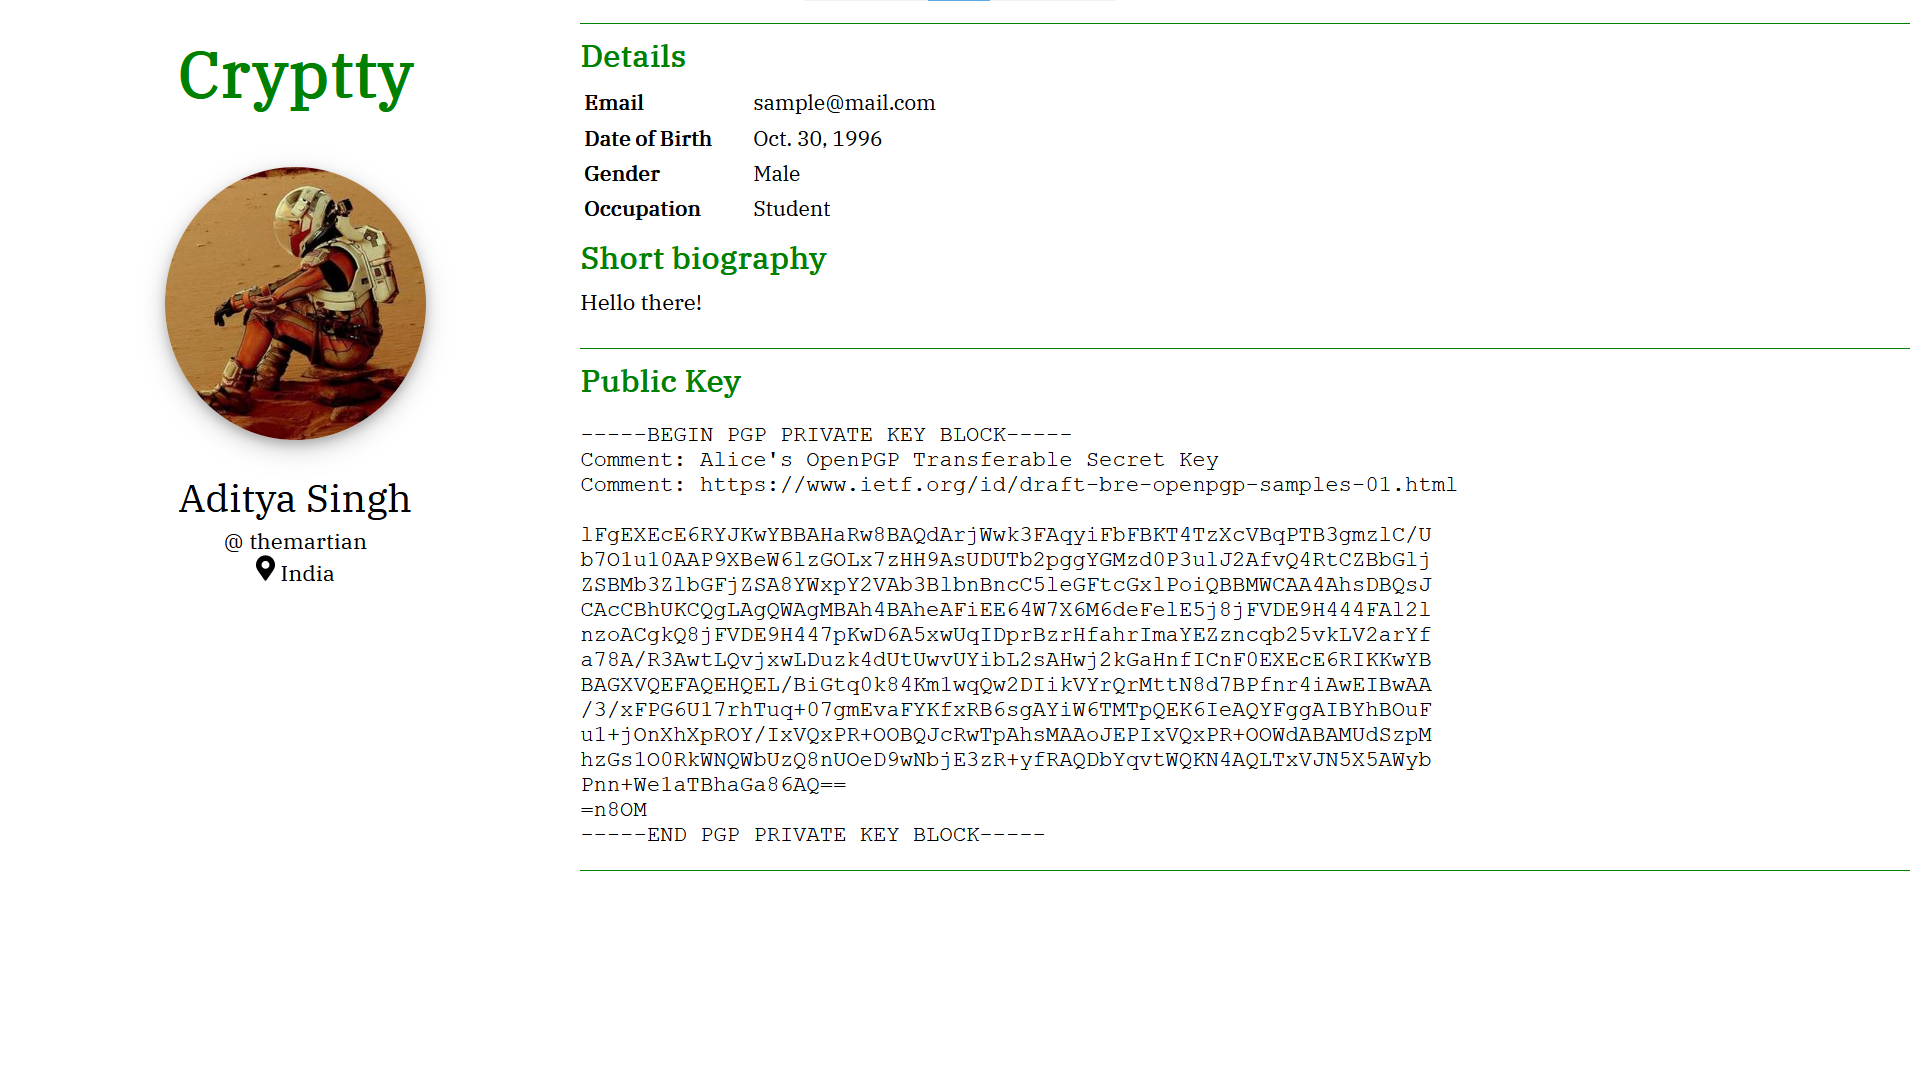 Cryptty
Aditya Singh
@ themartian
India
Details
Email sample@mail.com
Date of Birth Oct. 30, 1996
Gender Male
Occupation Student
Short biography
Hello there!
Public Key
-----BEGIN PGP PRIVATE KEY BLOCK-----
Comment: Alice's OpenPGP Transferable Secret Key
Comment: https://www.ietf.org/id/draft-bre-openpgp-samples-01.html
lFgEXEcE6RYJKwYBBAHaRw8BAQdArjWwk3FAqyiFbFBKT4TzXcVBqPTB3gmzlC/U
b7O1u10AAP9XBeW6lzGOLx7zHH9AsUDUTb2pggYGMzd0P3ulJ2AfvQ4RtCZBbGlj
ZSBMb3ZlbGFjZSA8YWxpY2VAb3BlbnBncC5leGFtcGxlPoiQBBMWCAA4AhsDBQsJ
CAcCBhUKCQgLAgQWAgMBAh4BAheAFiEE64W7X6M6deFelE5j8jFVDE9H444FAl2l
nzoACgkQ8jFVDE9H447pKwD6A5xwUqIDprBzrHfahrImaYEZzncqb25vkLV2arYf
a78A/R3AwtLQvjxwLDuzk4dUtUwvUYibL2sAHwj2kGaHnfICnF0EXEcE6RIKKwYB
BAGXVQEFAQEHQEL/BiGtq0k84Km1wqQw2DIikVYrQrMttN8d7BPfnr4iAwEIBwAA
/3/xFPG6U17rhTuq+07gmEvaFYKfxRB6sgAYiW6TMTpQEK6IeAQYFggAIBYhBOuF
u1+jOnXhXpROY/IxVQxPR+OOBQJcRwTpAhsMAAoJEPIxVQxPR+OOWdABAMUdSzpM
hzGs1O0RkWNQWbUzQ8nUOeD9wNbjE3zR+yfRAQDbYqvtWQKN4AQLTxVJN5X5AWyb
Pnn+We1aTBhaGa86AQ==
=n8OM
-----END PGP PRIVATE KEY BLOCK-----